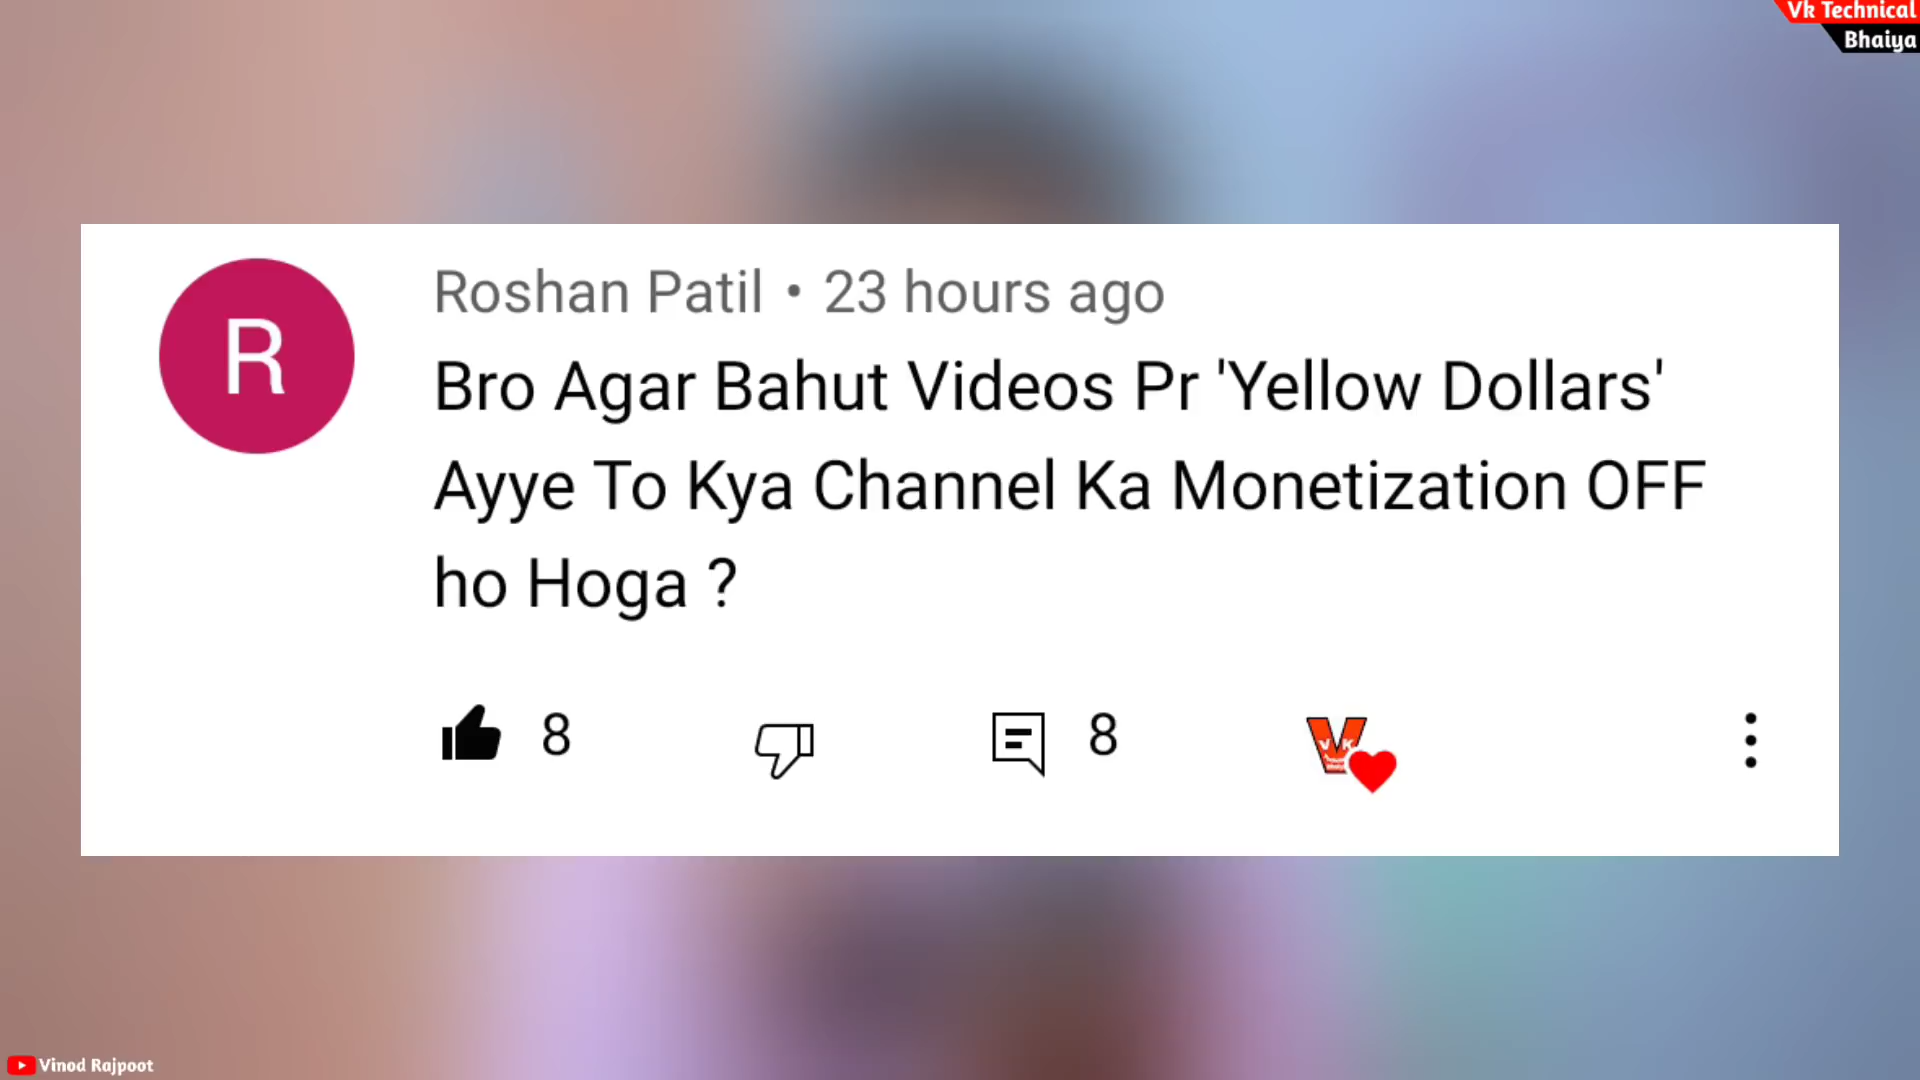 Vk Technical
Bhaiya
R
Roshan Patil • 23 hours ago
Bro Agar Bahut Videos Pr 'Yellow Dollars'
Ayye To Kya Channel Ka Monetization OFF
ho Hoga ?
8
8
Vinod Rajpoot